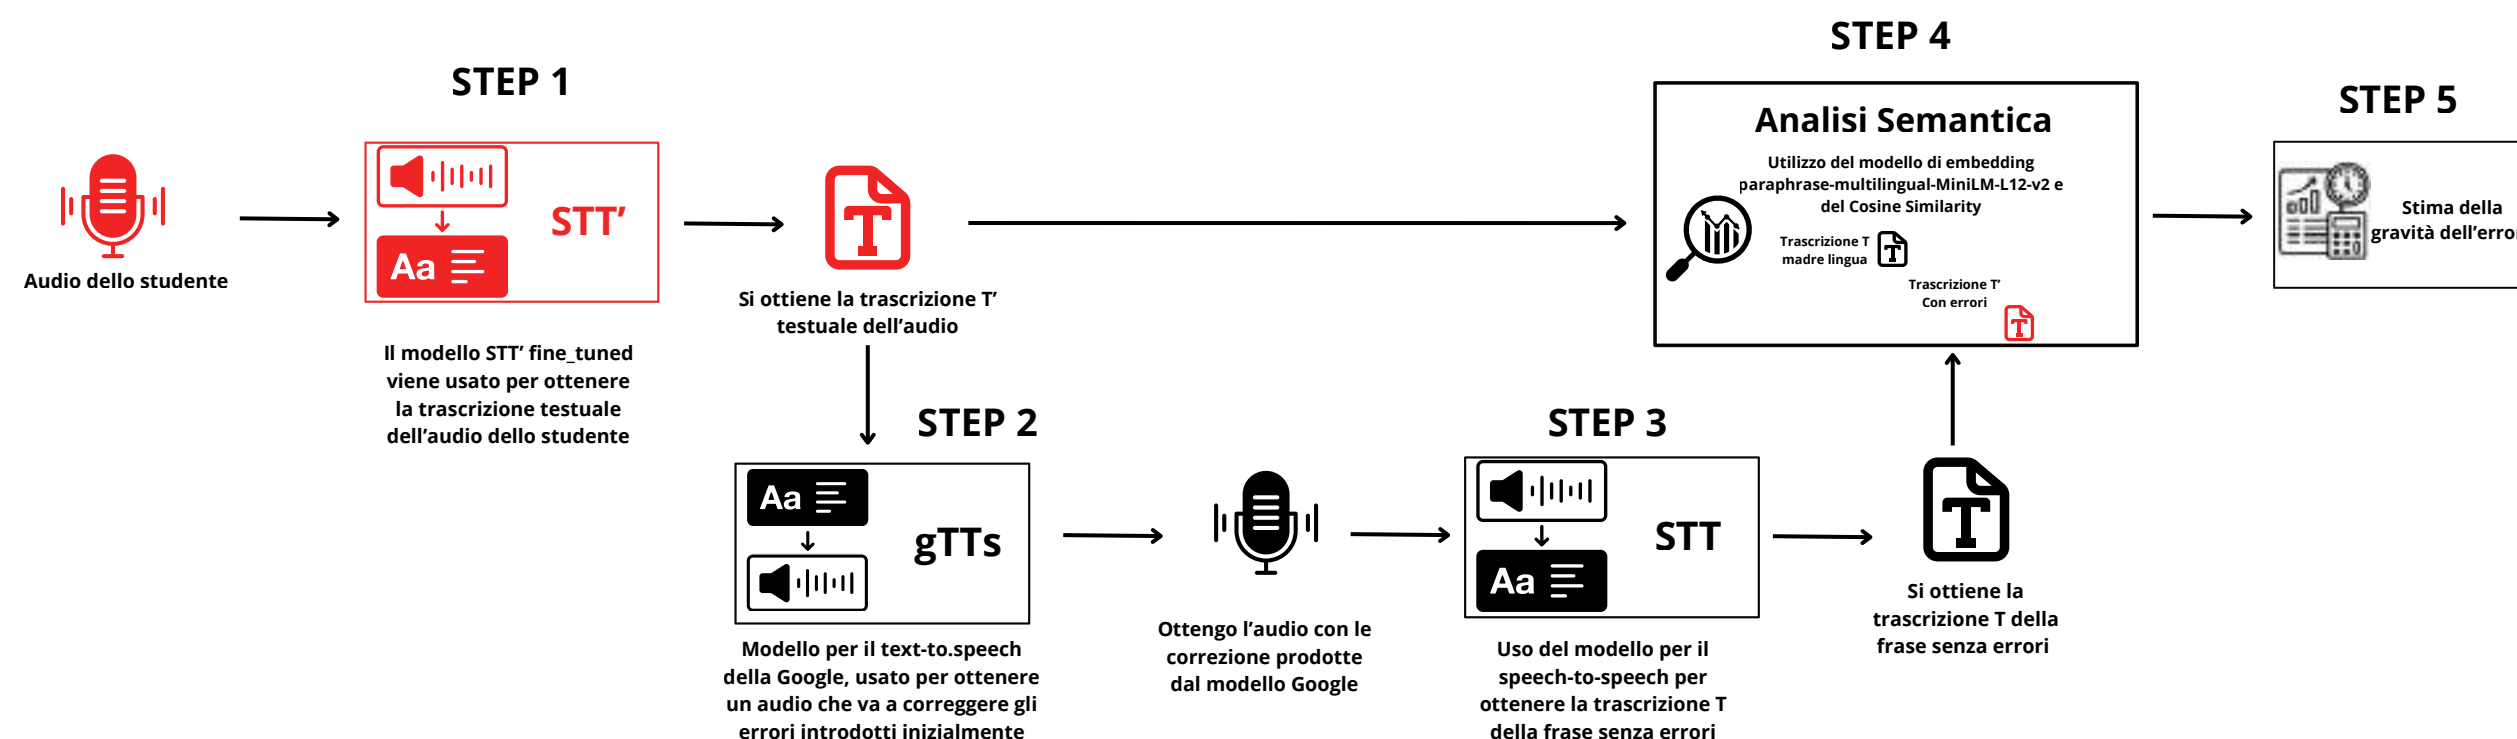 STEP 1
Audio dello studente
Aa
STT’
Il modello STT’ fine_tuned
viene usato per ottenere
la trascrizione testuale
dell’audio dello studente
T
Si ottiene la trascrizione T’
testuale dell’audio
STEP 2
Aa
gTTs
Modello per il text-to.speech
della Google, usato per ottenere
un audio che va a correggere gli
errori introdotti inizialmente
Ottengo l’audio con le
correzione prodotte
dal modello Google
STEP 3
Aa
STT
Uso del modello per il
speech-to-speech per
ottenere la trascrizione T
della frase senza errori
T
Si ottiene la
trascrizione T della
frase senza errori
STEP 4
Analisi Semantica
Utilizzo del modello di embedding
paraphrase-multilingual-MiniLM-L12-v2 e
del Cosine Similarity
Trascrizione T
madre lingua
T
Trascrizione T’
Con errori
T
STEP 5
Stima della
gravità dell’erro